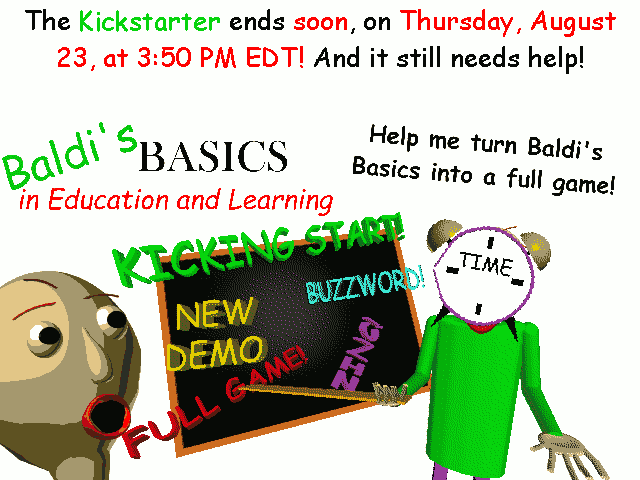 The Kickstarter ends soon, on Thursday, August
23, at 3:50 PM EDT! And it still needs help!
Baldi's BASICS
in Education and Learning
Help me turn Baldi's
Basics into a full game!
KICKING START!
BUZZWORD!
NEW
DEMO
FULL GAME!
NINJ!
TIME